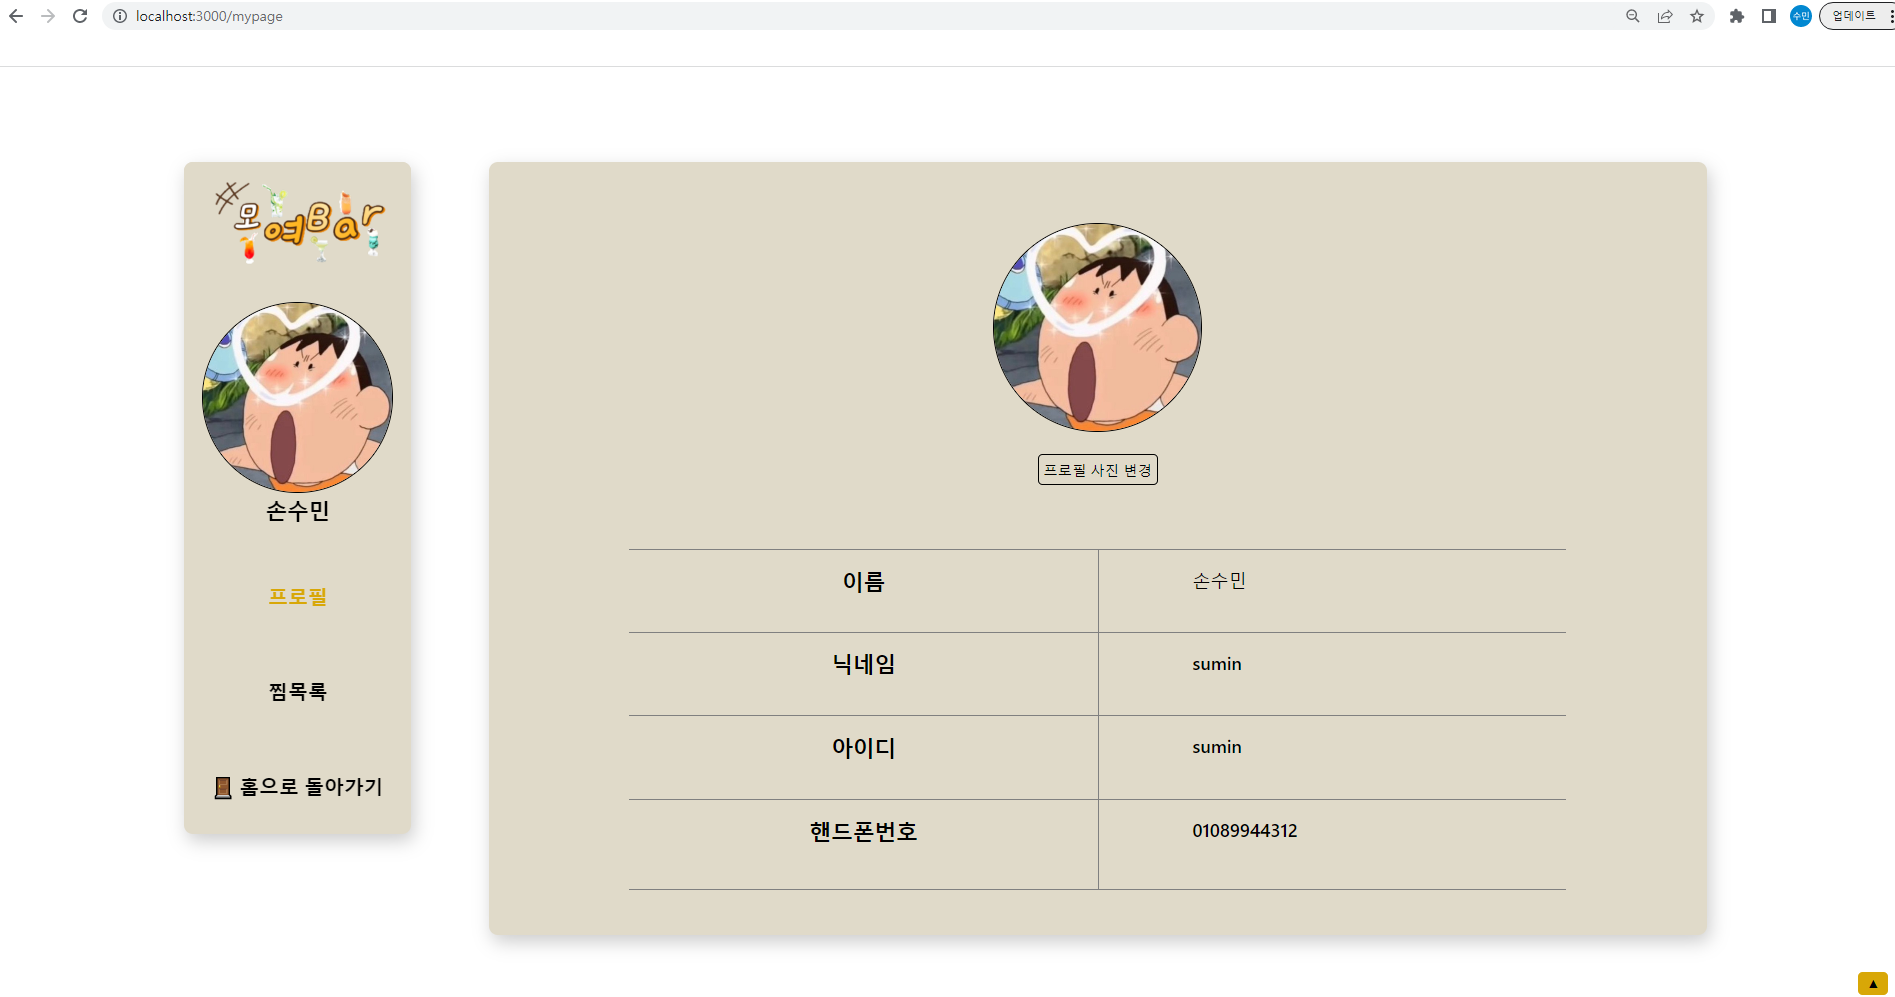 localhost:3000/mypage
수민
업데이트
모여Bar
손수민
프로필
찜목록
홈으로 돌아가기
프로필 사진 변경
이름 손수민
닉네임 sumin
아이디 sumin
핸드폰번호 01089944312